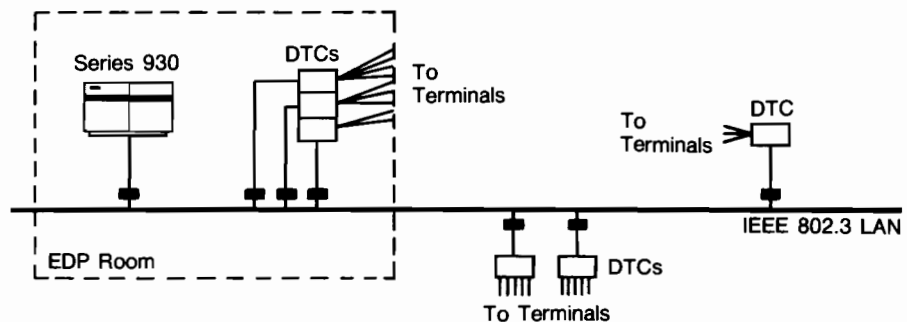 DTCs
Series 930
To
Terminals
DTC
To
Terminals
IEEE 802.3 LAN
EDP Room
DTCs
To Terminals